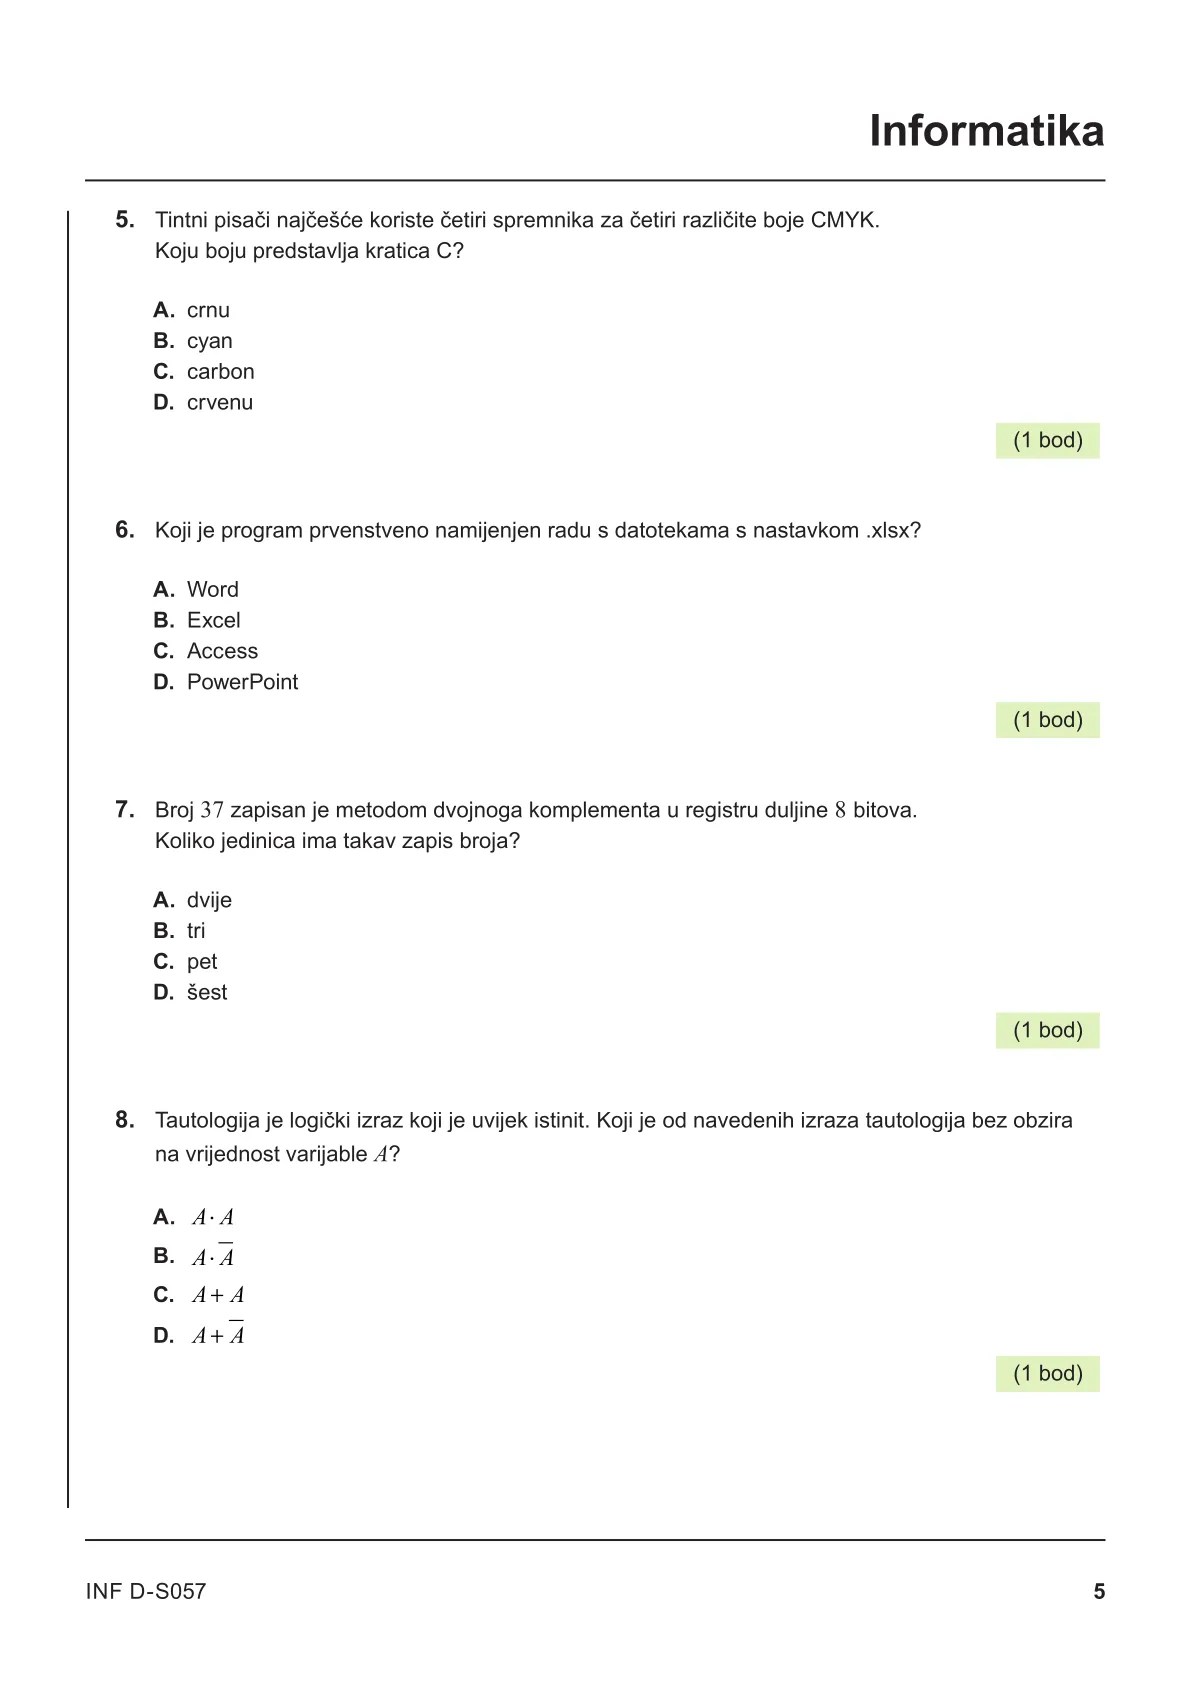 Informatika
5. Tintni pisači najčešće koriste četiri spremnika za četiri različite boje CMYK.
Koju boju predstavlja kratica C?
A. crnu
B. cyan
C. carbon
D. crvenu
(1 bod)
6. Koji je program prvenstveno namijenjen radu s datotekama s nastavkom .xlsx?
A. Word
B. Excel
C. Access
D. PowerPoint
(1 bod)
7. Broj 37 zapisan je metodom dvojnoga komplementa u registru duljine 8 bitova.
Koliko jedinica ima takav zapis broja?
A. dvije
B. tri
C. pet
D. šest
(1 bod)
8. Tautologija je logički izraz koji je uvijek istinit. Koji je od navedenih izraza tautologija bez obzira
na vrijednost varijable A?
A. A · A
B. A · A̅
C. A + A
D. A + A̅
(1 bod)
INF D-S057
5